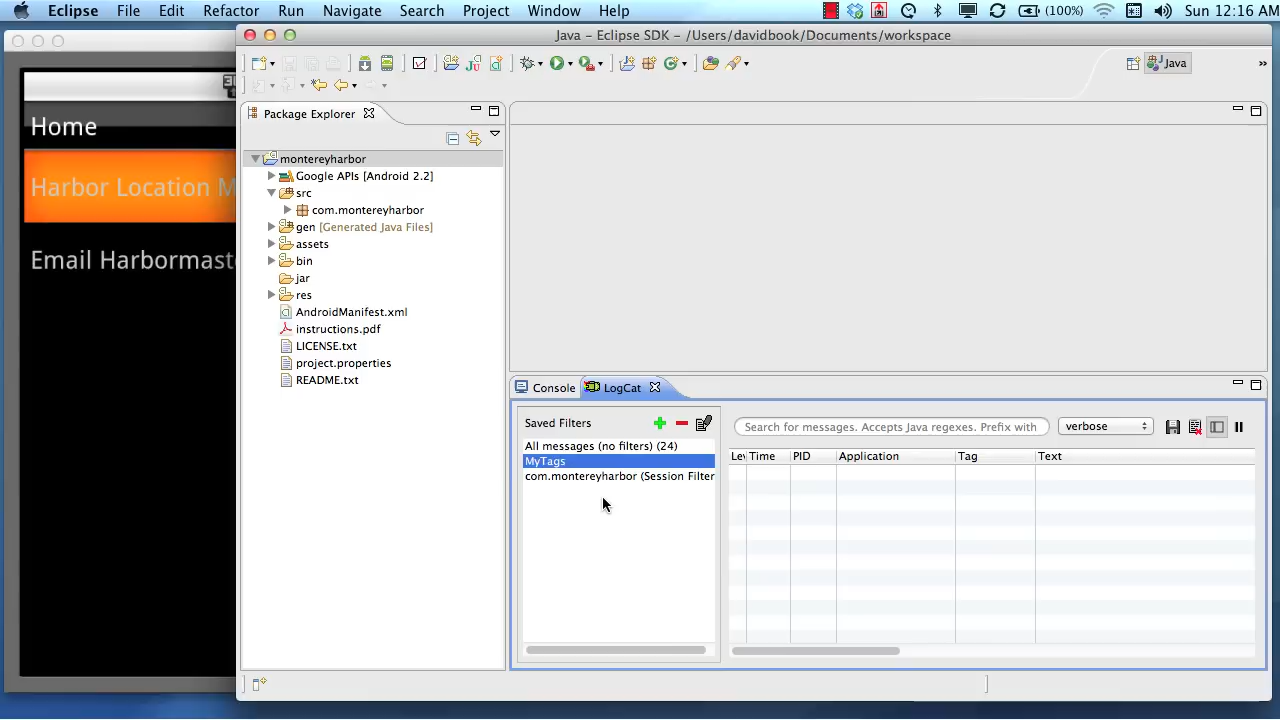 Eclipse File Edit Refactor Run Navigate Search Project Window Help (100%) Sun 12:16 AM
Java – Eclipse SDK – /Users/davidbook/Documents/workspace
Java
Home
Harbor Location
Email Harbormast
Package Explorer
montereyharbor
Google APIs [Android 2.2]
src
com.montereyharbor
gen [Generated Java Files]
assets
bin
jar
res
AndroidManifest.xml
instructions.pdf
LICENSE.txt
project.properties
README.txt
Console LogCat
Saved Filters
All messages (no filters) (24)
MyTags
com.montereyharbor (Session Filter
Search for messages. Accepts Java regexes. Prefix with verbose
Le Time PID Application Tag Text